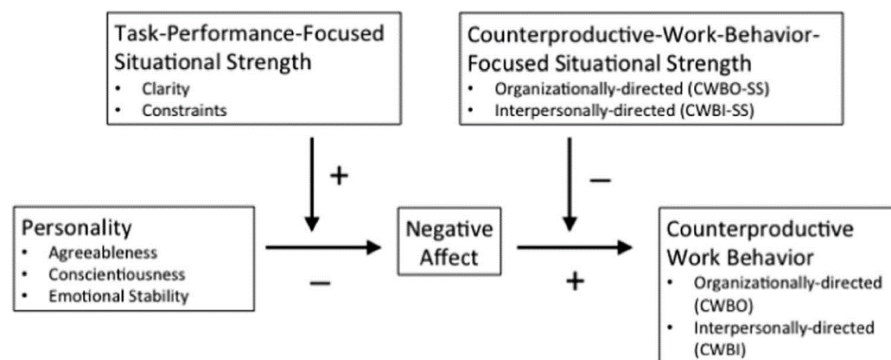 Task-Performance-Focused
Situational Strength
• Clarity
• Constraints
Counterproductive-Work-Behavior-
Focused Situational Strength
• Organizationally-directed (CWBO-SS)
• Interpersonally-directed (CWBI-SS)
+
–
Personality
• Agreeableness
• Conscientiousness
• Emotional Stability
–
Negative
Affect
+
Counterproductive
Work Behavior
• Organizationally-directed
(CWBO)
• Interpersonally-directed
(CWBI)